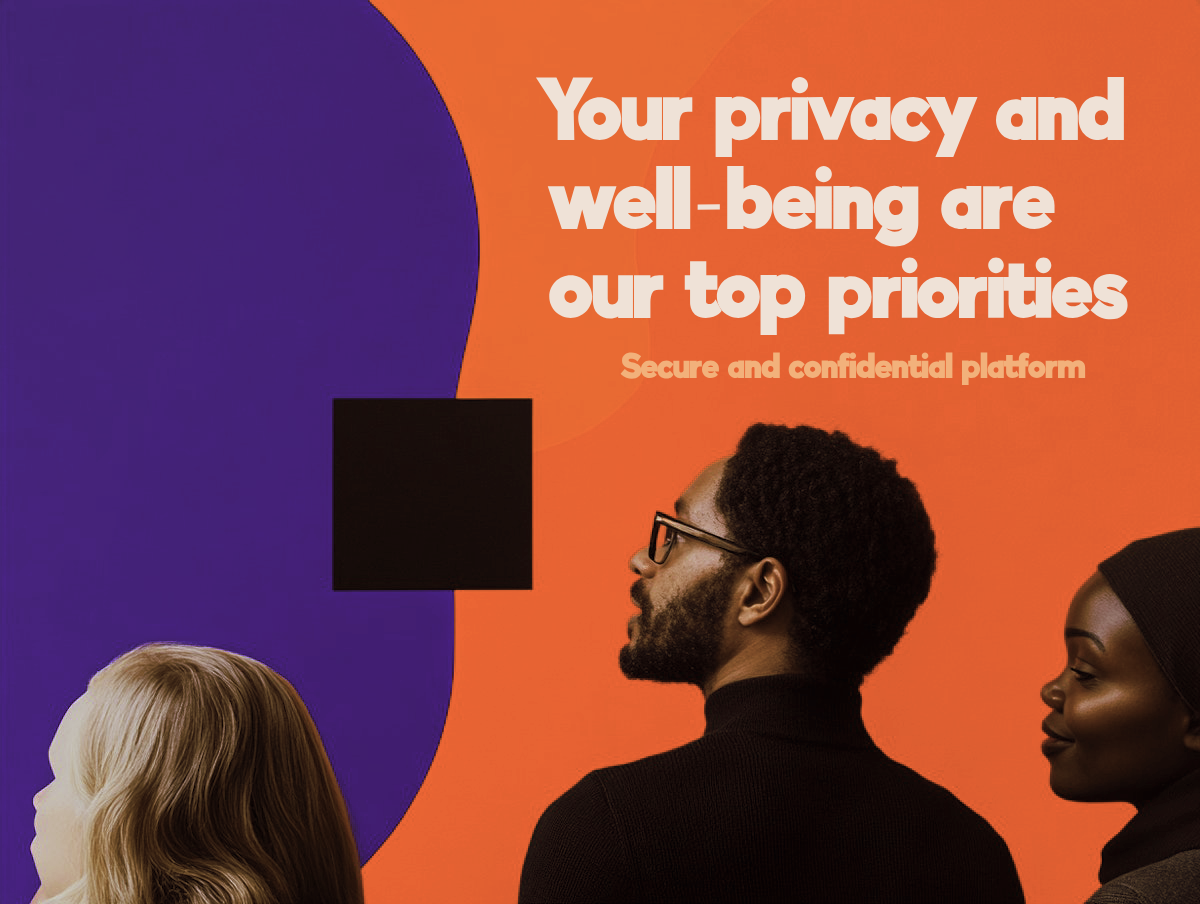 Your privacy and
well-being are
our top priorities
Secure and confidential platform